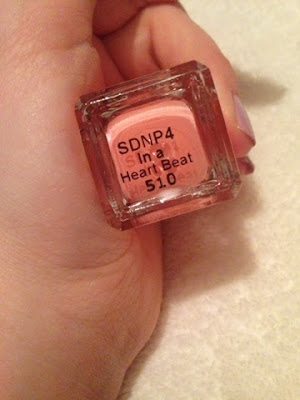 SDNP4
In a
Heart Beat
510